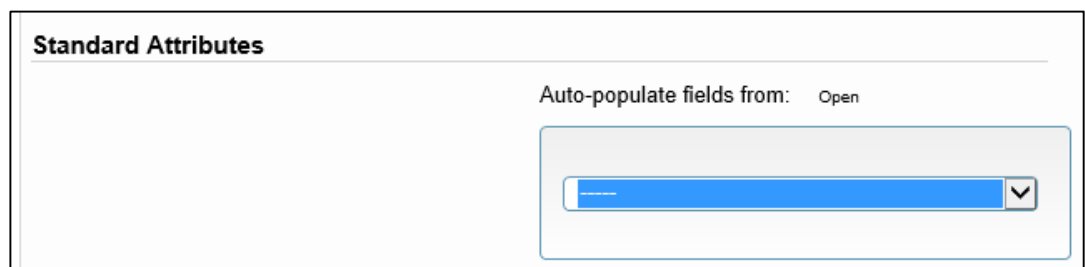 Standard Attributes
Auto-populate fields from: Open
-----